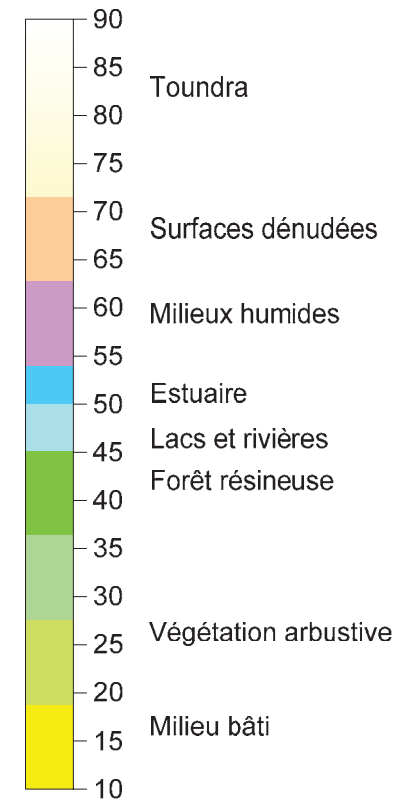 90
85
Toundra
80
75
70
Surfaces dénudées
65
60
Milieux humides
55
Estuaire
50
Lacs et rivières
45
Forêt résineuse
40
35
30
Végétation arbustive
25
20
Milieu bâti
15
10